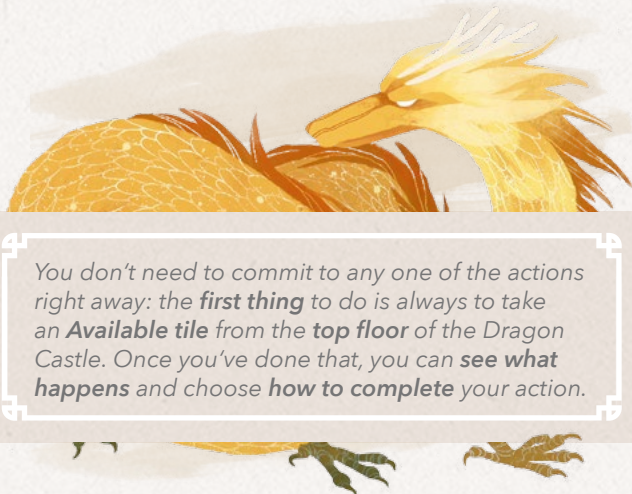 You don’t need to commit to any one of the actions
right away: the first thing to do is always to take
an Available tile from the top floor of the Dragon
Castle. Once you’ve done that, you can see what
happens and choose how to complete your action.